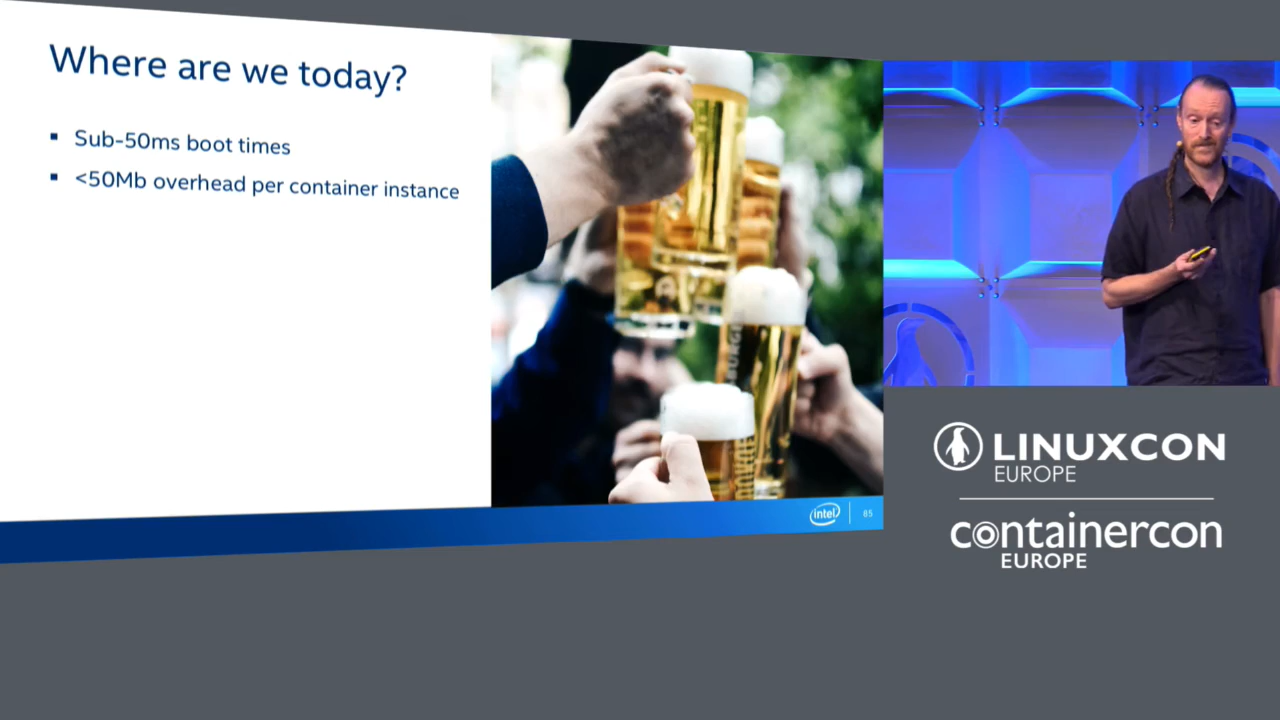 Where are we today?
Sub-50ms boot times
<50Mb overhead per container instance
intel
85
LINUXCON
EUROPE
containercon
EUROPE